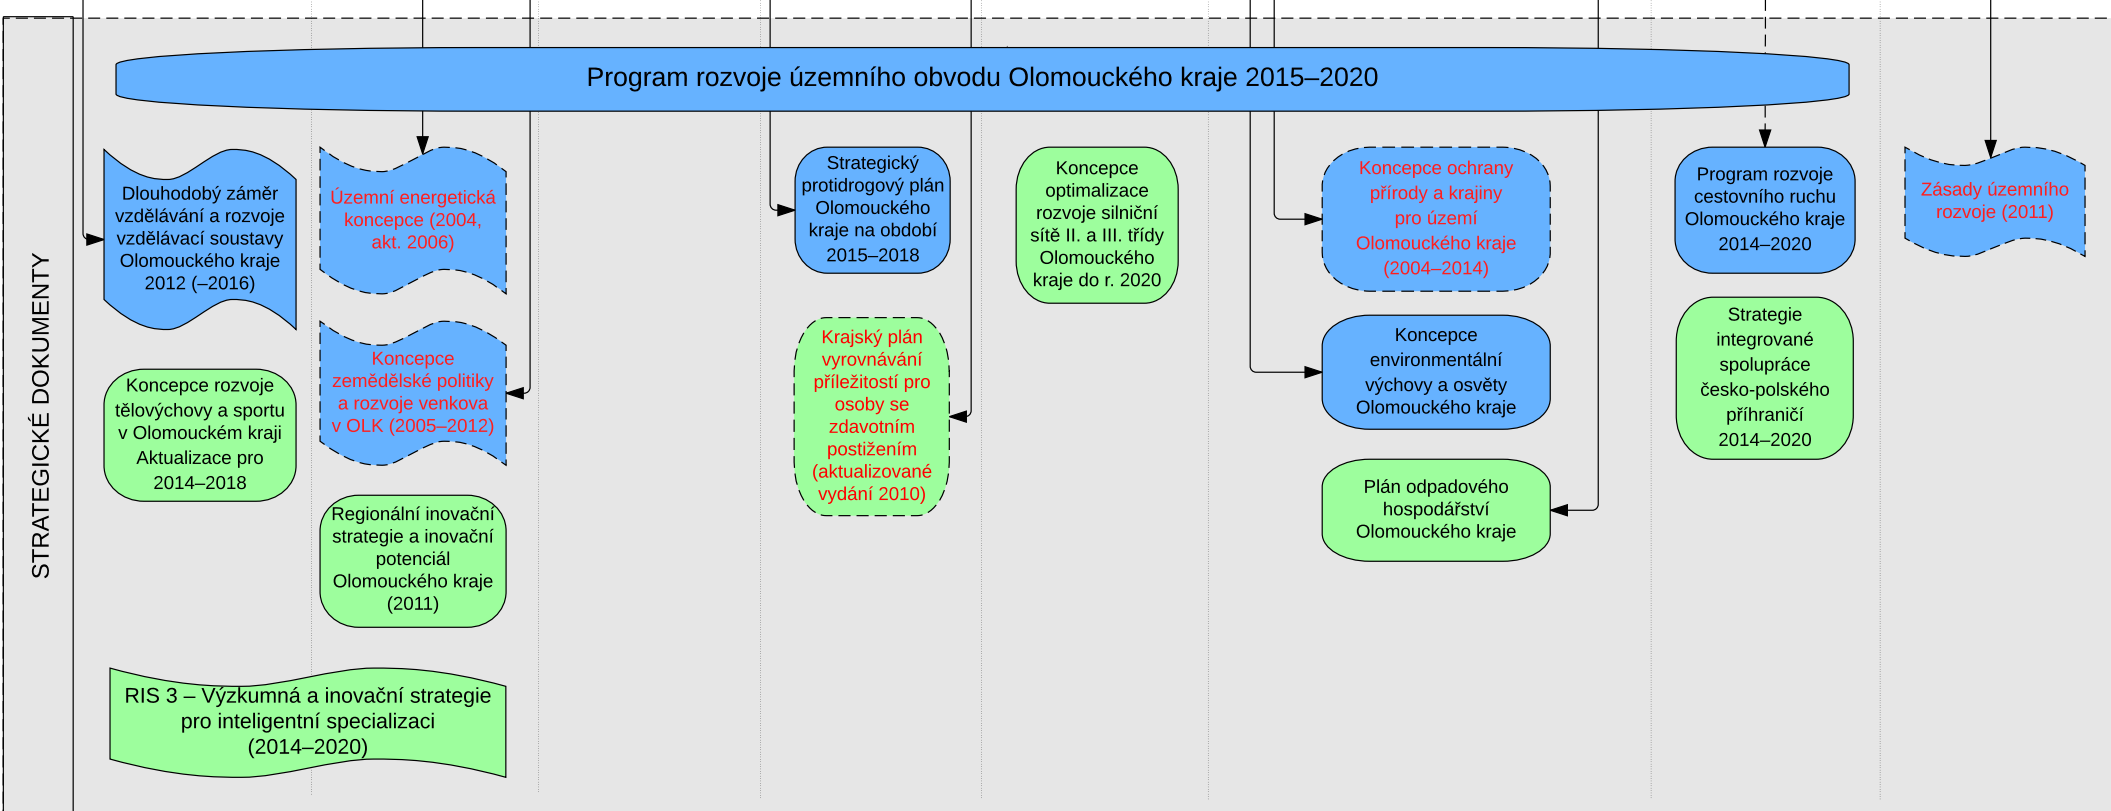 STRATEGICKÉ DOKUMENTY
Program rozvoje územního obvodu Olomouckého kraje 2015–2020
Dlouhodobý záměr
vzdělávání a rozvoje
vzdělávací soustavy
Olomouckého kraje
2012 (–2016)
Koncepce rozvoje
tělovýchovy a sportu
v Olomouckém kraji
Aktualizace pro
2014–2018
Územní energetická
koncepce (2004,
akt. 2006)
Koncepce
zemědělské politiky
a rozvoje venkova
v OLK (2005–2012)
Regionální inovační
strategie a inovační
potenciál
Olomouckého kraje
(2011)
RIS 3 – Výzkumná a inovační strategie
pro inteligentní specializaci
(2014–2020)
Strategický
protidrogový plán
Olomouckého
kraje na období
2015–2018
Krajský plán
vyrovnávání
příležitostí pro
osoby se
zdavotním
postižením
(aktualizované
vydání 2010)
Koncepce
optimalizace
rozvoje silniční
sítě II. a III. třídy
Olomouckého
kraje do r. 2020
Koncepce ochrany
přírody a krajiny
pro území
Olomouckého kraje
(2004–2014)
Koncepce
environmentální
výchovy a osvěty
Olomouckého kraje
Plán odpadového
hospodářství
Olomouckého kraje
Program rozvoje
cestovního ruchu
Olomouckého kraje
2014–2020
Strategie
integrované
spolupráce
česko-polského
příhraničí
2014–2020
Zásady územního
rozvoje (2011)